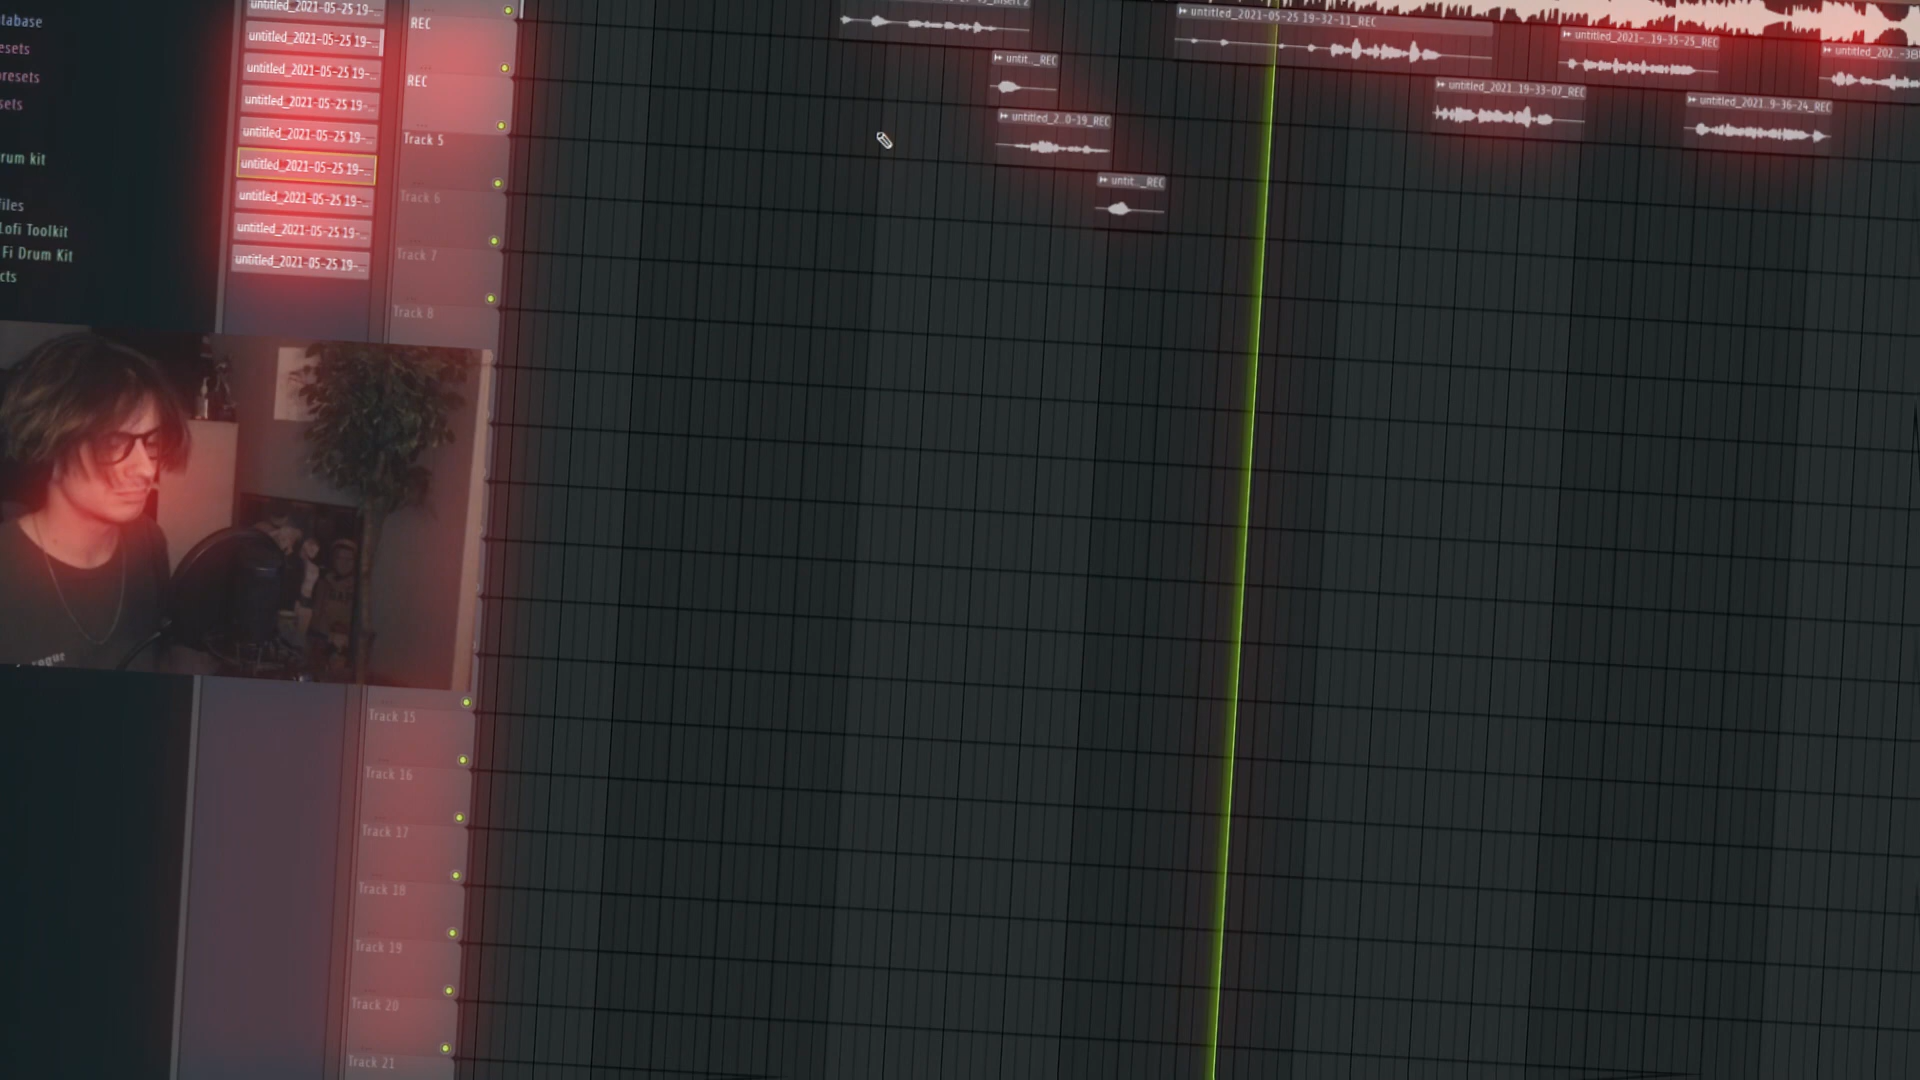 tabase
esets
resets
sets
rum kit
files
Lofi Toolkit
Fi Drum Kit
cts
untitled_2021-05-25 19-..
untitled_2021-05-25 19-..
untitled_2021-05-25 19-..
untitled_2021-05-25 19-..
untitled_2021-05-25 19-..
untitled_2021-05-25 19-..
untitled_2021-05-25 19-..
untitled_2021-05-25 19-..
untitled_2021-05-25 19-..
REC
REC
Track 5
Track 6
Track 7
Track 8
Track 15
Track 16
Track 17
Track 18
Track 19
Track 20
Track 21
untitled_2021-05-25 19-32-11_REC
untitled_2021-..19-35-25_REC
untit.._REC
untitled_2021..19-33-07_REC
untitled_2021..9-36-24_REC
untitled_2..0-19_REC
untit.._REC